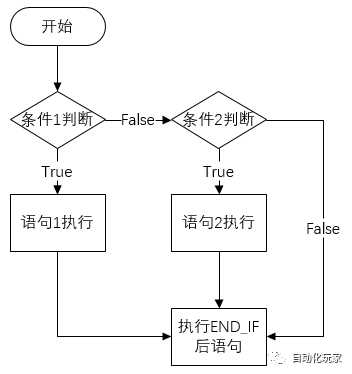 开始
条件1判断
False
条件2判断
True
True
语句1执行
语句2执行
False
执行END_IF
后语句
自动化玩家